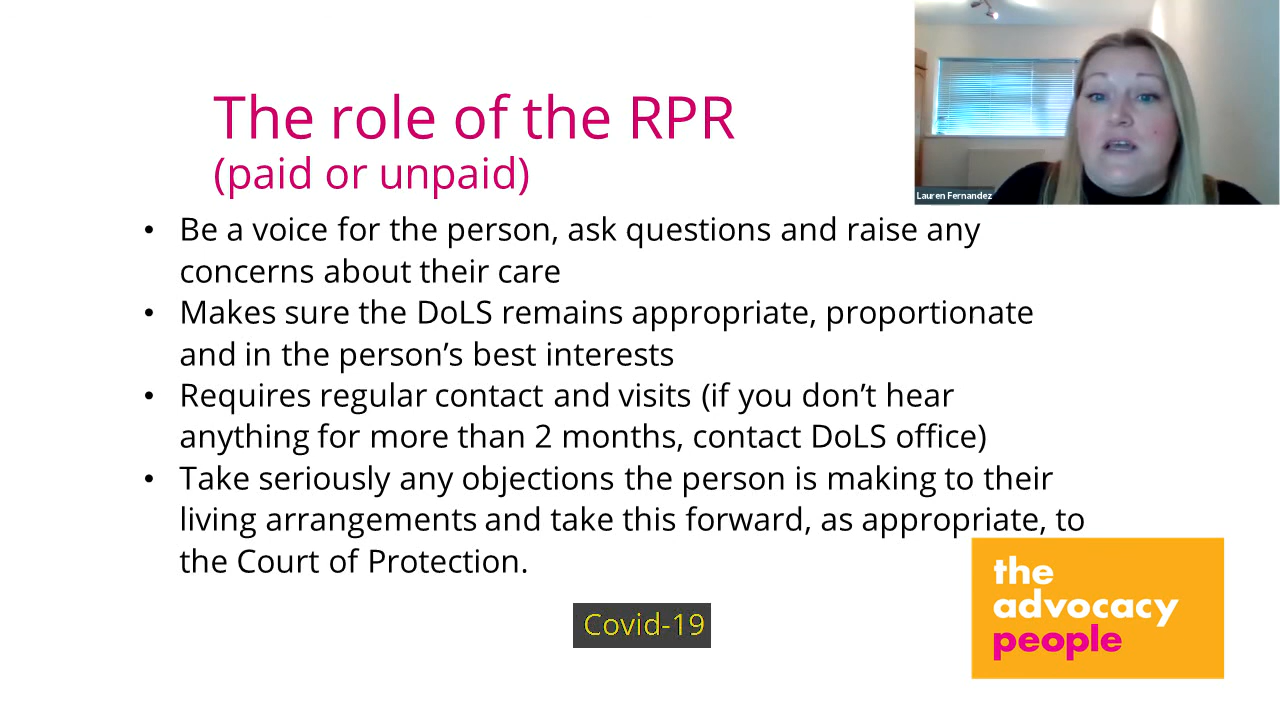 The role of the RPR
(paid or unpaid)
Lauren Fernandez
• Be a voice for the person, ask questions and raise any
concerns about their care
• Makes sure the DoLS remains appropriate, proportionate
and in the person’s best interests
• Requires regular contact and visits (if you don’t hear
anything for more than 2 months, contact DoLS office)
• Take seriously any objections the person is making to their
living arrangements and take this forward, as appropriate, to
the Court of Protection.
the
advocacy
people
Covid-19